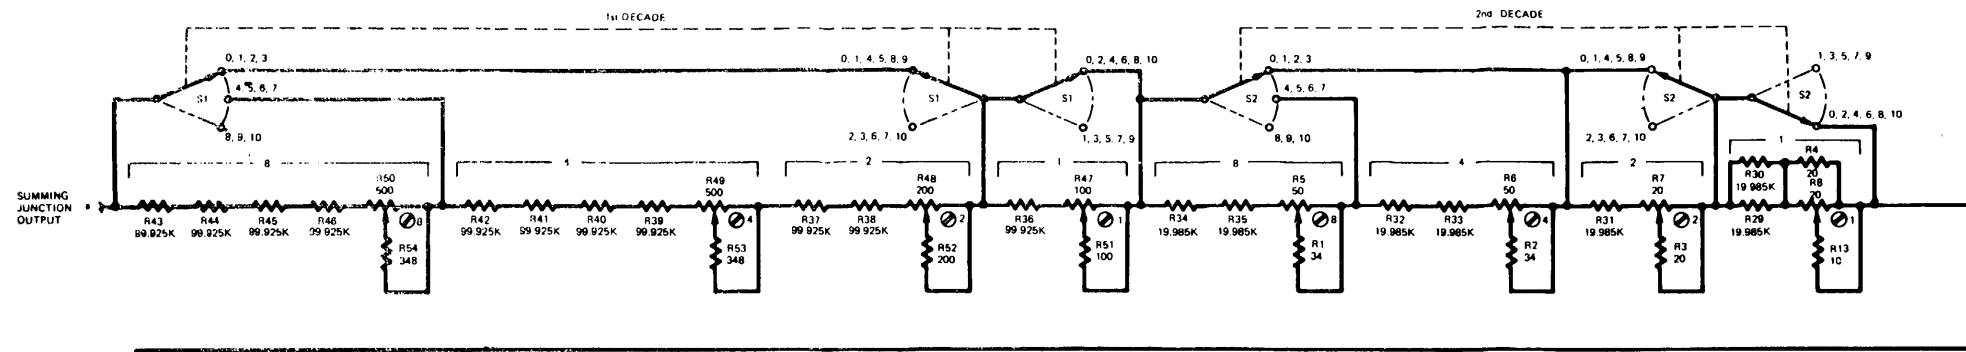 1st DECADE
2nd DECADE
0, 1, 2, 3
0, 1, 4, 5, 8, 9
0, 2, 4, 6, 8, 10
0, 1, 2, 3
0, 1, 4, 5, 8, 9
1, 3, 5, 7, 9
S1
4, 5, 6, 7
S1
S1
S2
4, 5, 6, 7
S2
S2
8, 9, 10
2, 3, 6, 7, 10
1, 3, 5, 7, 9
8, 9, 10
2, 3, 6, 7, 10
0, 2, 4, 6, 8, 10
8
4
2
1
8
4
2
1
R50
500
R49
500
R48
200
R47
100
R5
50
R6
50
R7
20
R30
19.985K
R4
20
R8
20
SUMMING
JUNCTION
OUTPUT
R43
R44
99.925K
R45
99.925K
R46
99.925K
8
R42
99.925K
R41
99.925K
R40
99.925K
R39
99.925K
4
R37
99.925K
R38
99.925K
2
R36
99.925K
1
R34
19.985K
R35
19.985K
8
R32
19.985K
R33
19.985K
4
R31
19.985K
2
R29
19.985K
1
R54
348
R53
348
R52
200
R51
100
R1
34
R2
34
R3
20
R13
10